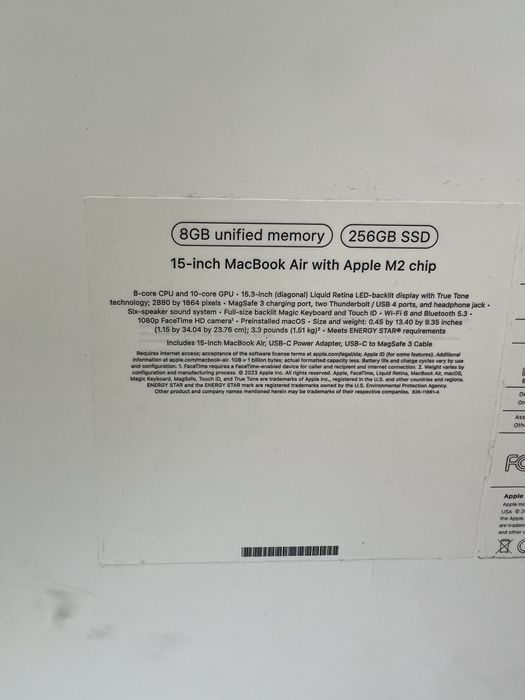 8GB unified memory 256GB SSD
15-inch MacBook Air with Apple M2 chip
8-core CPU and 10-core GPU • 15.3-inch (diagonal) Liquid Retina LED-backlit display with True Tone
technology; 2880 by 1864 pixels • MagSafe 3 charging port, two Thunderbolt / USB 4 ports, and headphone jack •
Six-speaker sound system • Full-size backlit Magic Keyboard and Touch ID • Wi-Fi 6 and Bluetooth 5.3 •
1080p FaceTime HD camera¹ • Preinstalled macOS • Size and weight: 0.45 by 13.40 by 9.35 inches
(1.15 by 34.04 by 23.76 cm); 3.3 pounds (1.51 kg)² • Meets ENERGY STAR® requirements
Includes 15-inch MacBook Air, USB-C Power Adapter, USB-C to MagSafe 3 Cable
Requires internet access; acceptance of the software license terms at apple.com/legal/sla; Apple ID (for some features). Additional
information at apple.com/macbook-air. 1GB = 1 billion bytes; actual formatted capacity less. Battery life and charge cycles vary by use
and configuration. 1. FaceTime requires a FaceTime-enabled device for caller and recipient and internet connection. 2. Weight varies by
configuration and manufacturing process. © 2023 Apple Inc. All rights reserved. Apple, FaceTime, Liquid Retina, MacBook Air, macOS,
Magic Keyboard, MagSafe, Touch ID, and True Tone are trademarks of Apple Inc., registered in the U.S. and other countries and regions.
ENERGY STAR and the ENERGY STAR mark are registered trademarks owned by the U.S. Environmental Protection Agency.
Other product and company names mentioned herein may be trademarks of their respective companies. 828-11861-A
FC
Apple
Apple Inc
USA ©
the Apple
are tradem
and other c